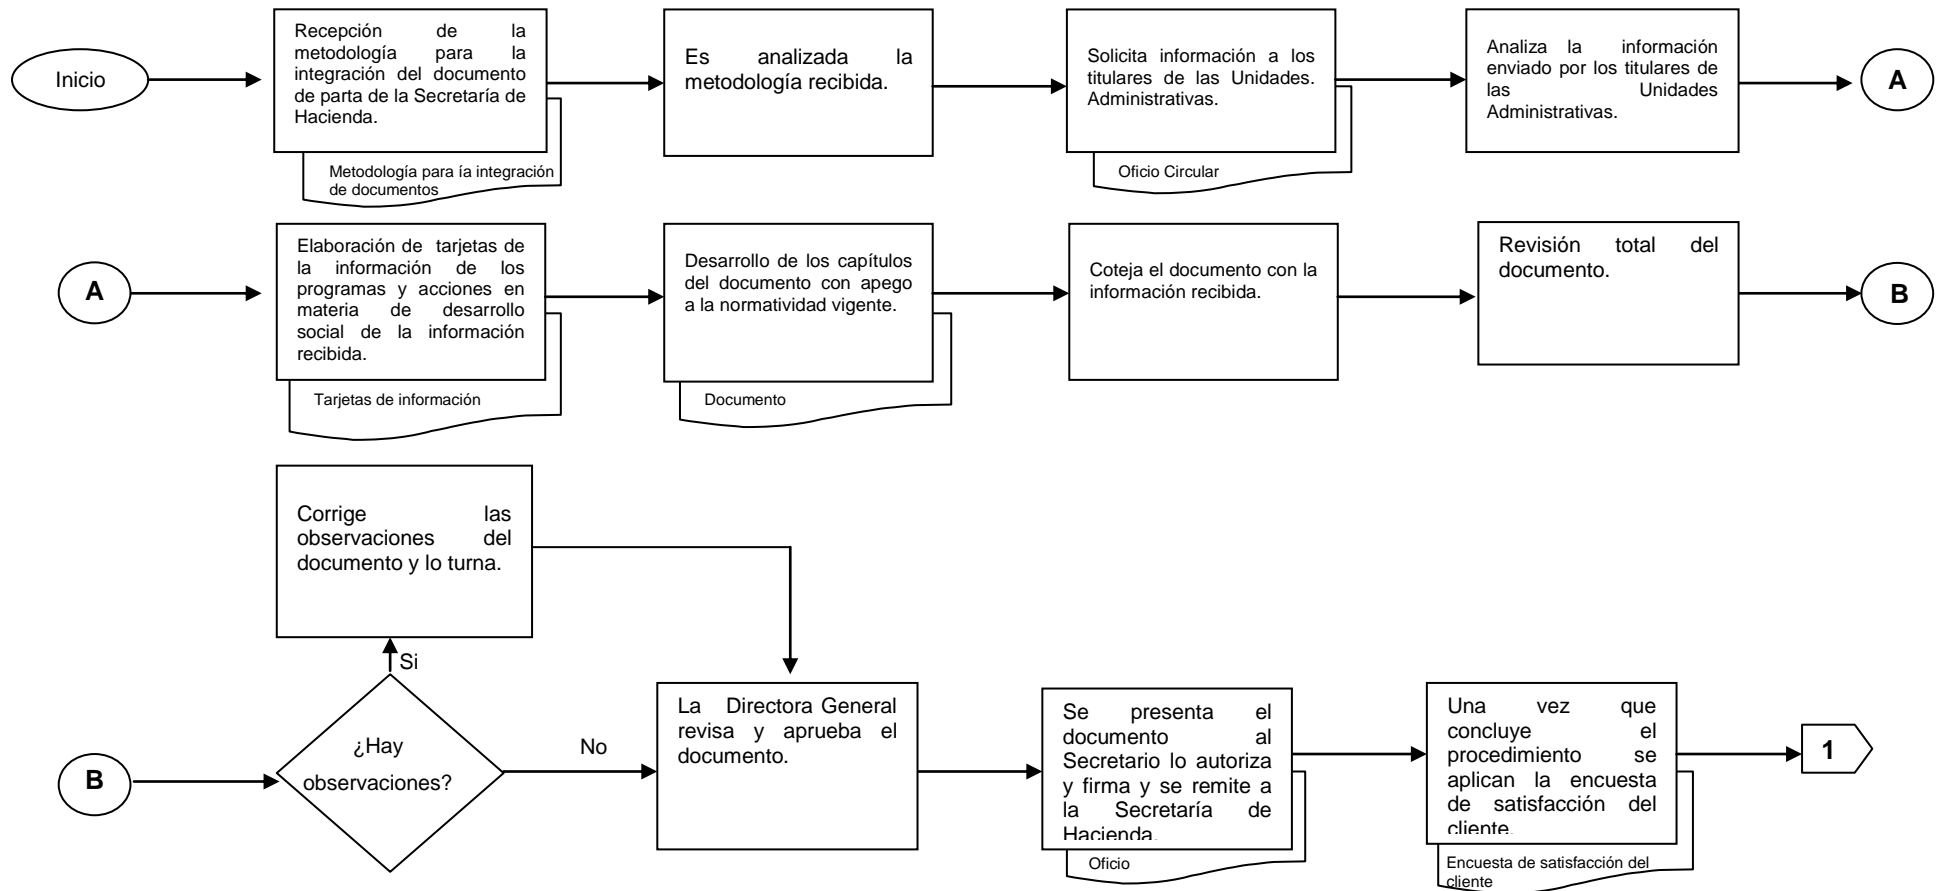 Inicio
Recepción de la
metodología para la
integración del documento
de parta de la Secretaría de
Hacienda.
Metodología para ía integración
de documentos
Es analizada la
metodología recibida.
Solicita información a los
titulares de las Unidades.
Administrativas.
Oficio Circular
Analiza la información
enviado por los titulares de
las Unidades
Administrativas.
A
A
Elaboración de tarjetas de
la información de los
programas y acciones en
materia de desarrollo
social de la información
recibida.
Tarjetas de información
Desarrollo de los capítulos
del documento con apego
a la normatividad vigente.
Documento
Coteja el documento con la
información recibida.
Revisión total del
documento.
B
Corrige las
observaciones del
documento y lo turna.
Si
B
¿Hay
observaciones?
No
La Directora General
revisa y aprueba el
documento.
Se presenta el
documento al
Secretario lo autoriza
y firma y se remite a
la Secretaría de
Hacienda.
Oficio
Una vez que
concluye el
procedimiento se
aplican la encuesta
de satisfacción del
cliente.
Encuesta de satisfacción del
cliente
1